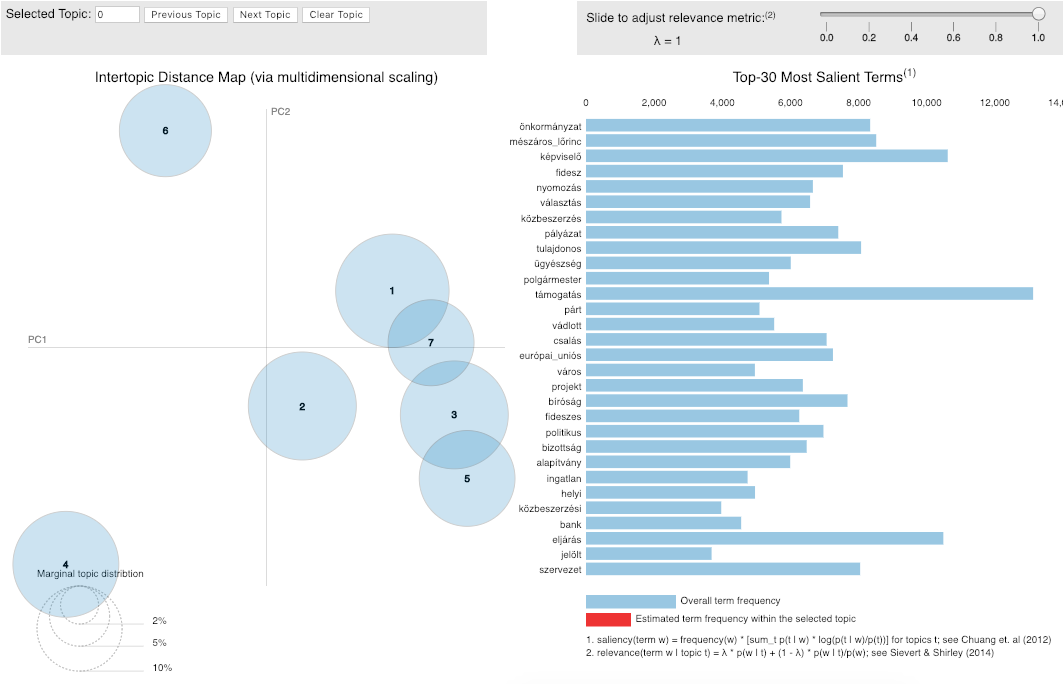 Selected Topic: 0 Previous Topic Next Topic Clear Topic
Slide to adjust relevance metric:(2)
λ = 1
0.0 0.2 0.4 0.6 0.8 1.0
Intertopic Distance Map (via multidimensional scaling)
PC2
PC1
6
1
7
2
3
5
4
Marginal topic distribtion
2%
5%
10%
Top-30 Most Salient Terms(1)
0 2,000 4,000 6,000 8,000 10,000 12,000
önkormányzat
mészáros_lőrinc
képviselő
fidesz
nyomozás
választás
közbeszerzés
pályázat
tulajdonos
ügyészség
polgármester
támogatás
párt
vádlott
csalás
európai_uniós
város
projekt
bíróság
fideszes
politikus
bizottság
alapítvány
ingatlan
helyi
közbeszerzési
bank
eljárás
jelölt
szervezet
Overall term frequency
Estimated term frequency within the selected topic
1. saliency(term w) = frequency(w) * [sum_t p(t | w) * log(p(t | w)/p(t))] for topics t; see Chuang et. al (2012)
2. relevance(term w | topic t) = λ * p(w | t) + (1 - λ) * p(w | t)/p(w); see Sievert & Shirley (2014)